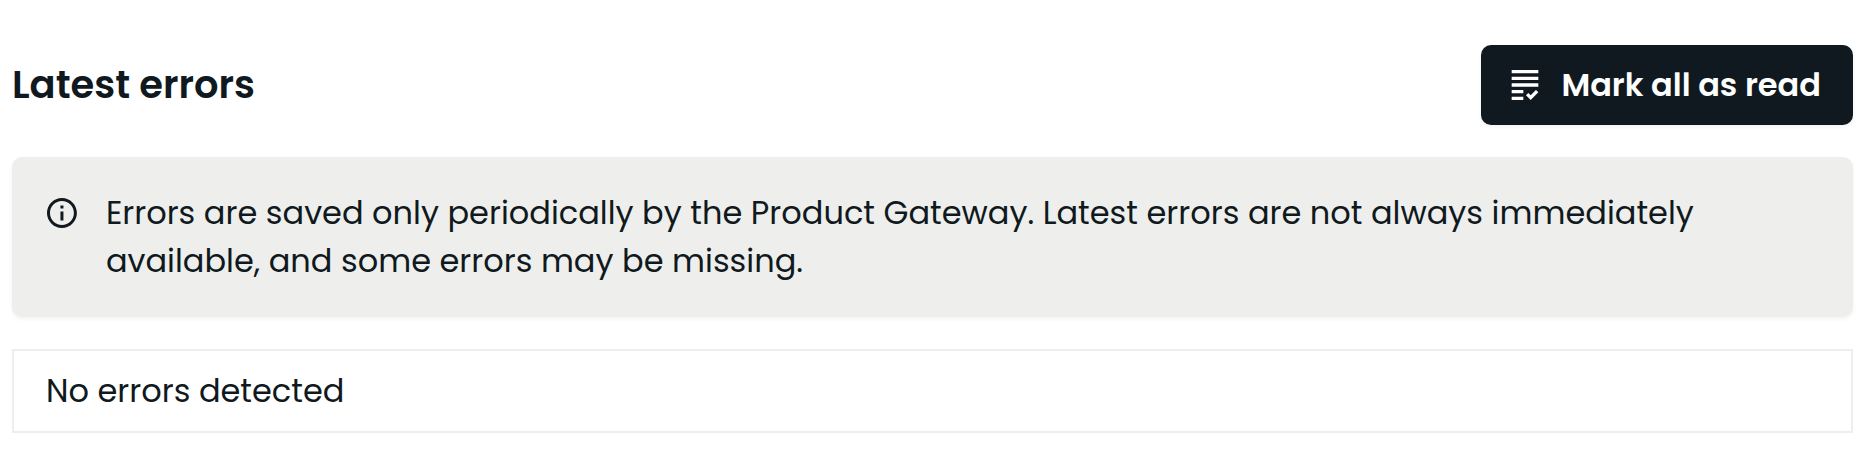 Latest errors
Mark all as read
Errors are saved only periodically by the Product Gateway. Latest errors are not always immediately
available, and some errors may be missing.
No errors detected